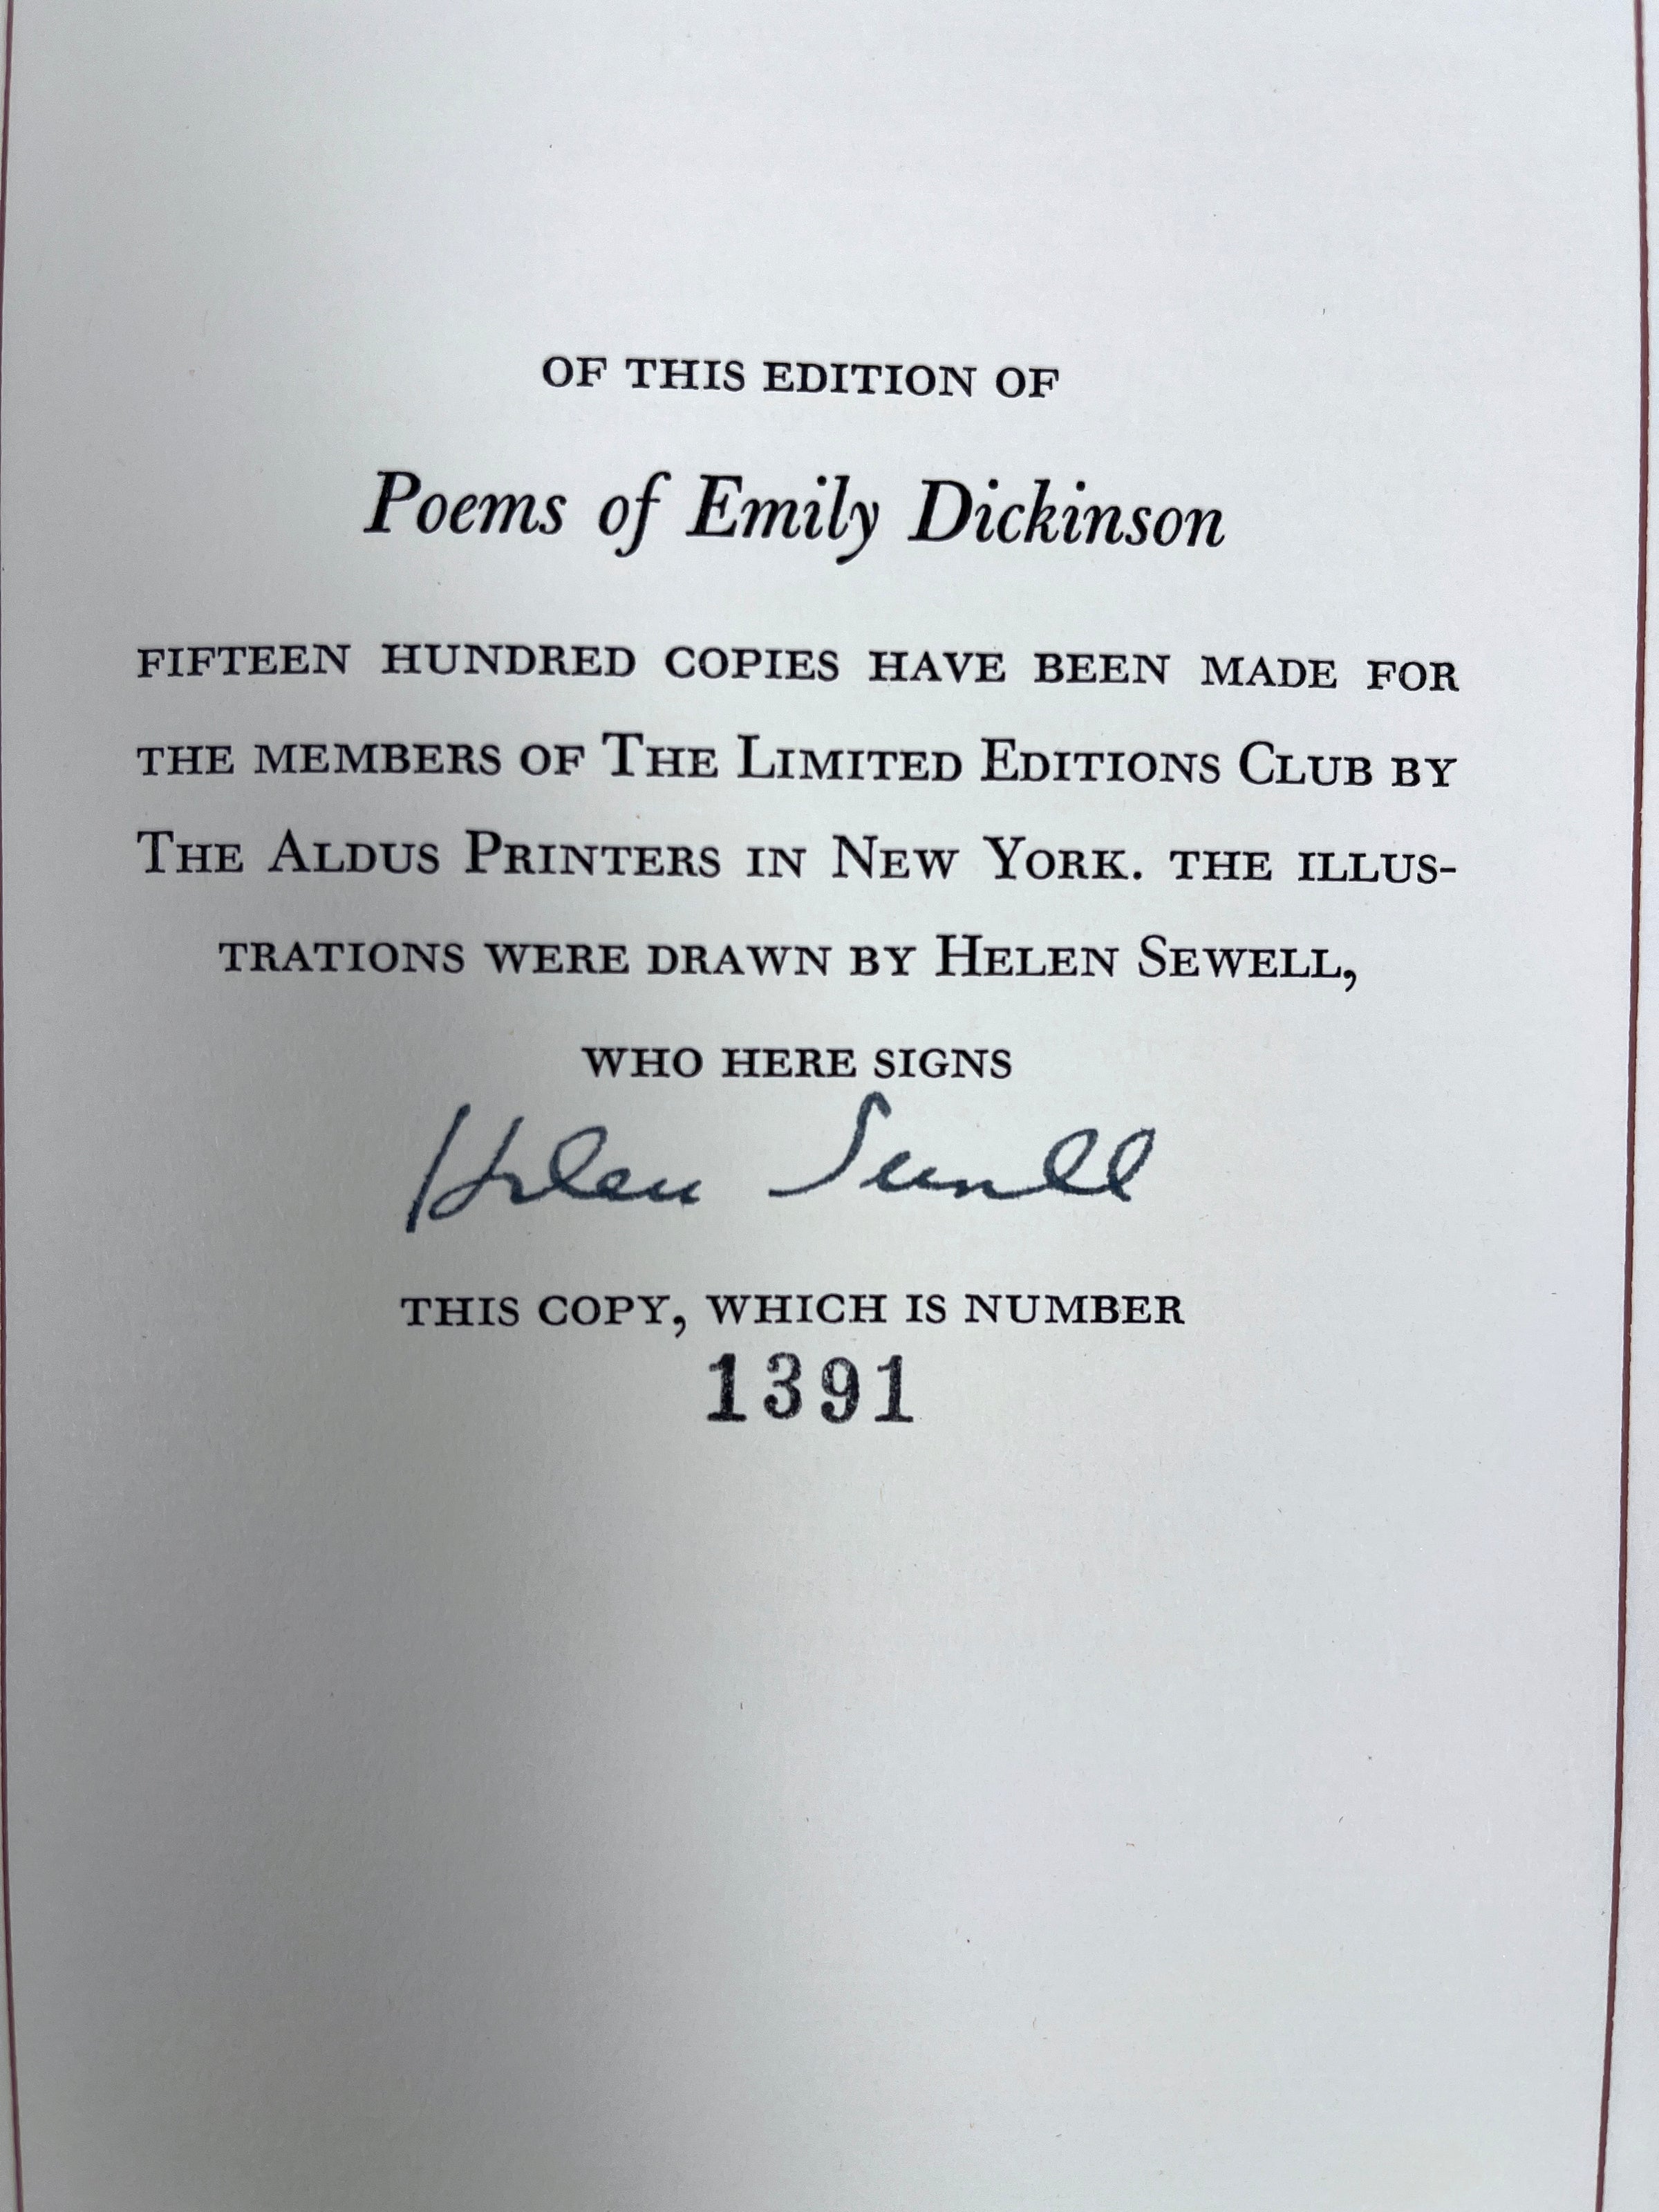 OF THIS EDITION OF
Poems of Emily Dickinson
FIFTEEN HUNDRED COPIES HAVE BEEN MADE FOR
THE MEMBERS OF THE LIMITED EDITIONS CLUB BY
THE ALDUS PRINTERS IN NEW YORK. THE ILLUS-
TRATIONS WERE DRAWN BY HELEN SEWELL,
WHO HERE SIGNS
Helen Sewell
THIS COPY, WHICH IS NUMBER
1391